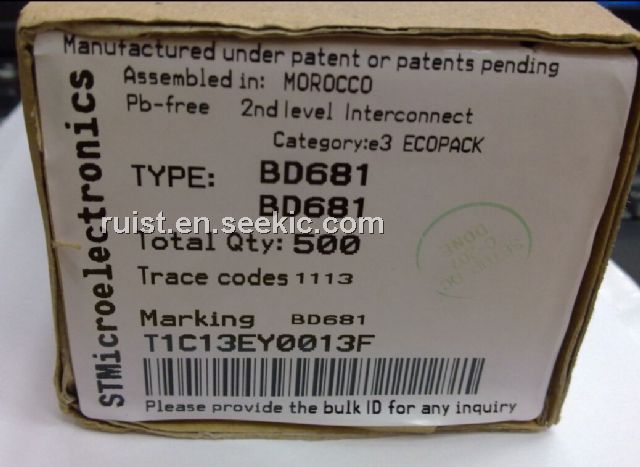 Manufactured under patent or patents pending
Assembled in: MOROCCO
Pb-free 2nd level Interconnect
Category:e3 ECOPACK
TYPE: BD681
BD681
ruist.en.seekic.com
Total Qty: 500
Trace codes 1113
Marking BD681
T1C13EY0013F
Please provide the bulk ID for any inquiry
STMicroelectronics
DONE